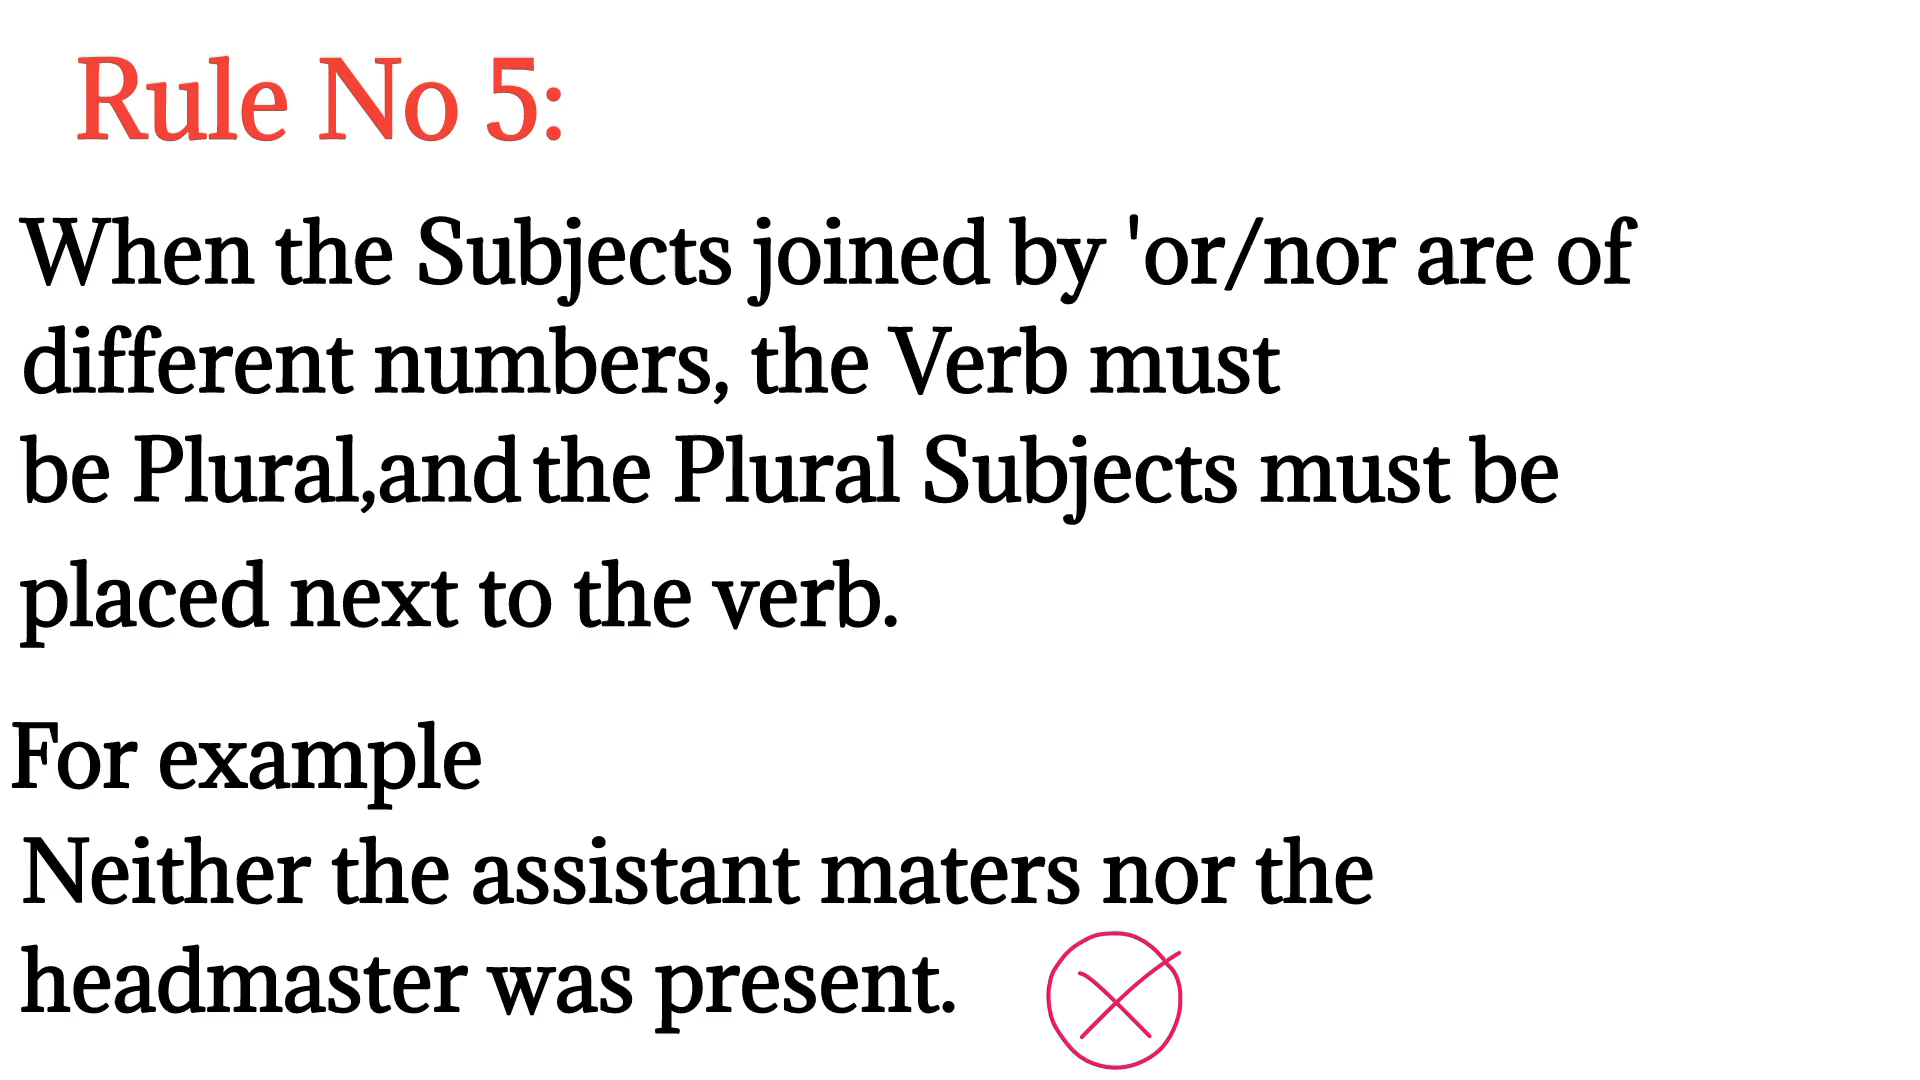 Rule No 5:
When the Subjects joined by 'or/nor are of
different numbers, the Verb must
be Plural,and the Plural Subjects must be
placed next to the verb.
For example
Neither the assistant maters nor the
headmaster was present.